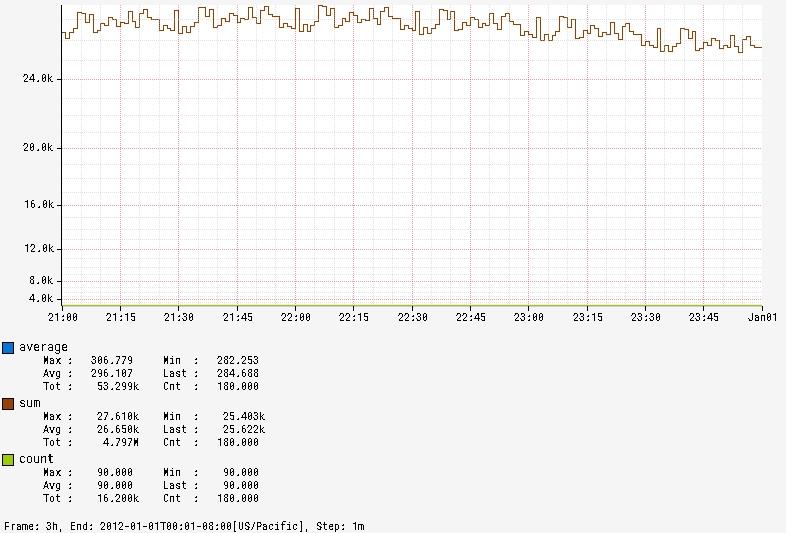 24.0k
20.0k
16.0k
12.0k
8.0k
4.0k
21:00 21:15 21:30 21:45 22:00 22:15 22:30 22:45 23:00 23:15 23:30 23:45 Jan01
average
Max : 306.779 Min : 282.253
Avg : 296.107 Last : 284.688
Tot : 53.299k Cnt : 180.000
sum
Max : 27.610k Min : 25.403k
Avg : 26.650k Last : 25.622k
Tot : 4.797M Cnt : 180.000
count
Max : 90.000 Min : 90.000
Avg : 90.000 Last : 90.000
Tot : 16.200k Cnt : 180.000
Frame: 3h, End: 2012-01-01T00:01-08:00[US/Pacific], Step: 1m